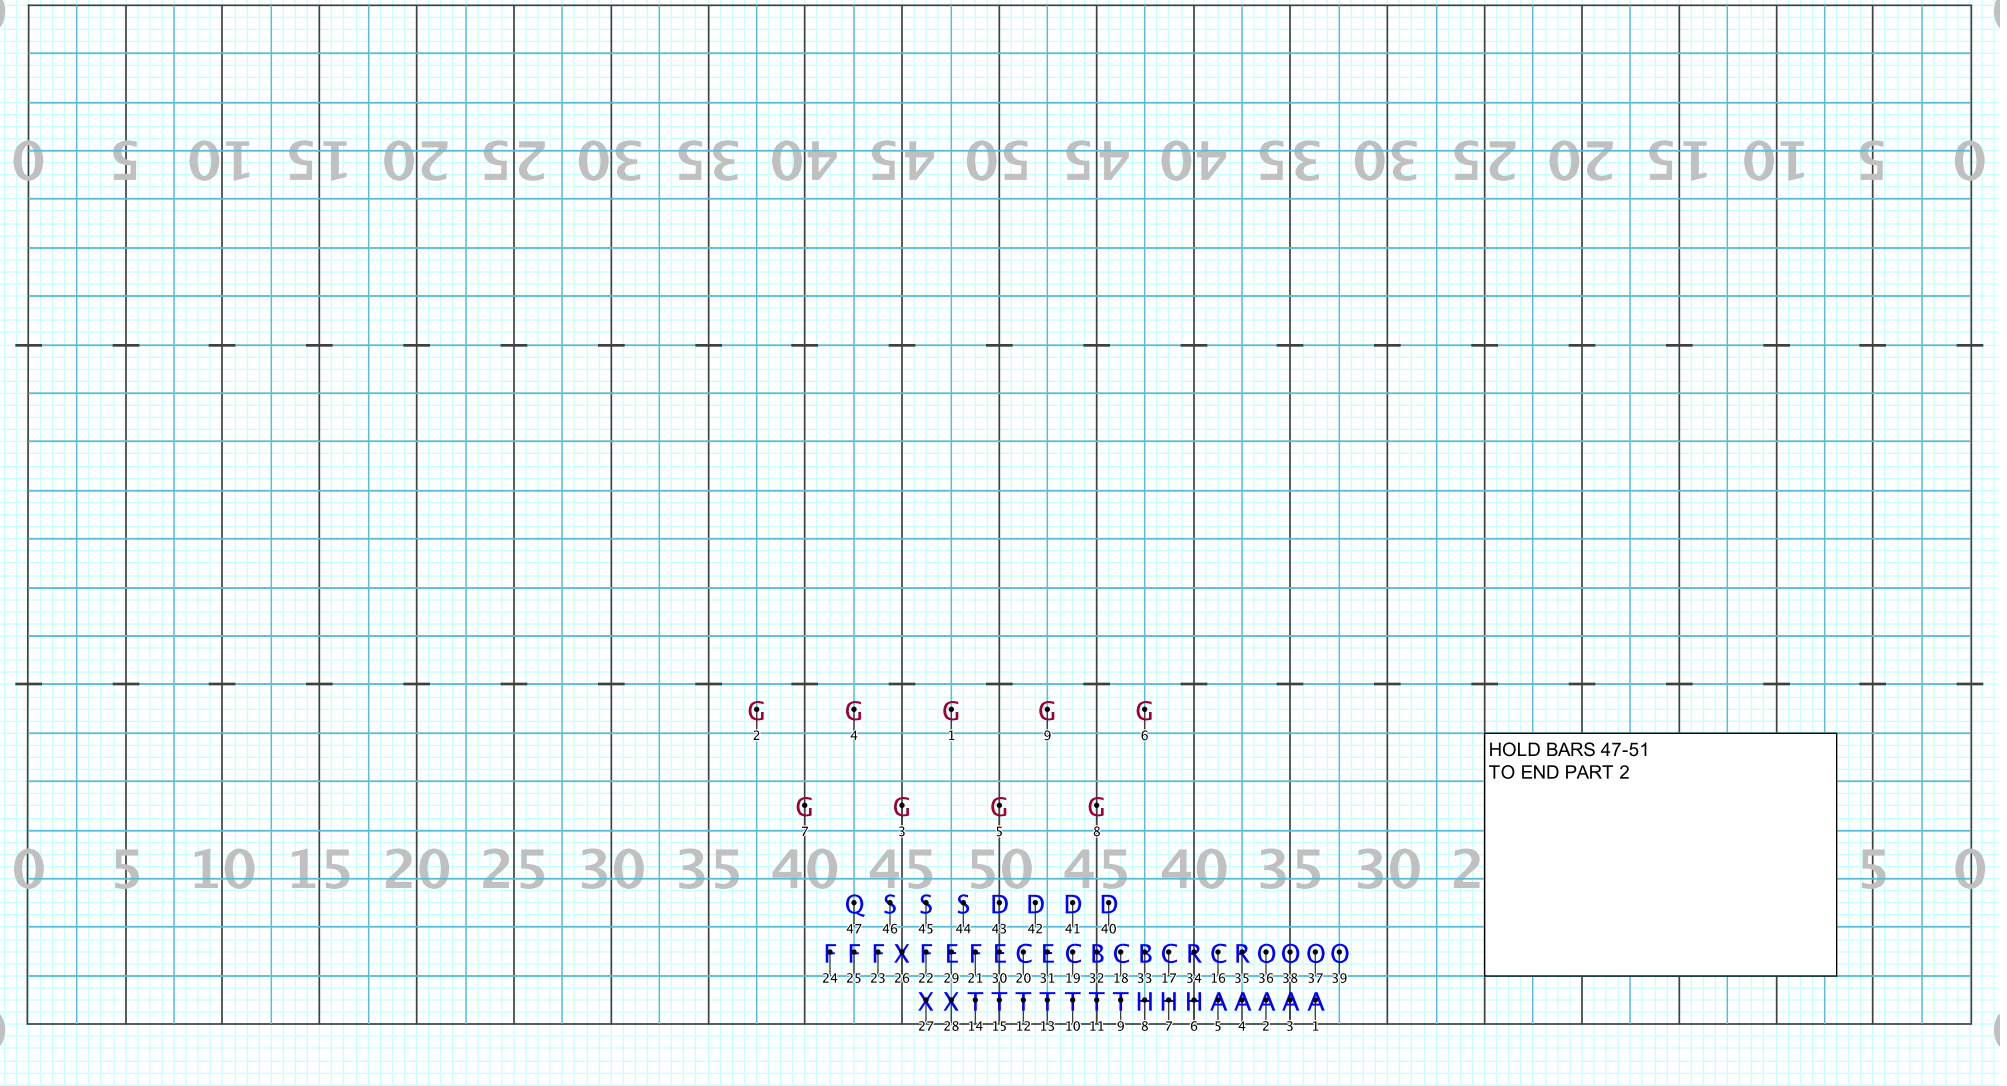 0 5 10 15 20 25 30 35 40 45 50 45 40 35 30 25 20 15 10 5 0
G G G G G
2 4 1 9 6
HOLD BARS 47-51
TO END PART 2
G G G G
7 3 5 8
0 5 10 15 20 25 30 35 40 45 50 45 40 35 30 2 5 0
Q S S S D D D D
47 46 45 44 43 42 41 40
F F F X F E F E C E C B C B C R C R O O O O
24 25 23 26 22 29 21 30 20 31 19 32 18 33 17 34 16 35 36 38 37 39
X X T T T T T T T H H H A A A A A
27 28 14 15 12 13 10 11 9 8 7 6 5 4 2 3 1